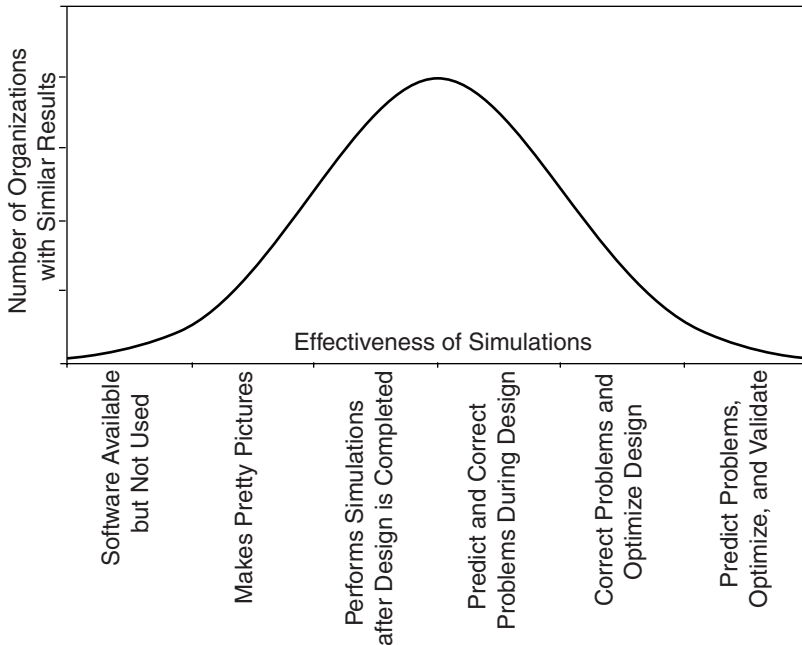 Number of Organizations
with Similar Results
Effectiveness of Simulations
Software Available
but Not Used
Makes Pretty Pictures
Performs Simulations
after Design is Completed
Predict and Correct
Problems During Design
Correct Problems and
Optimize Design
Predict Problems,
Optimize, and Validate